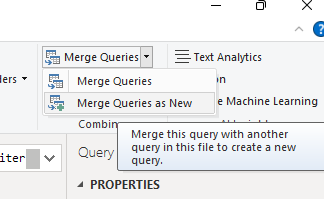 Merge Queries
Text Analytics
ders
Merge Queries
on
Merge Queries as New
e Machine Learning
Combin
Merge this query with another
query in this file to create a new
query.
iter
Query
PROPERTIES